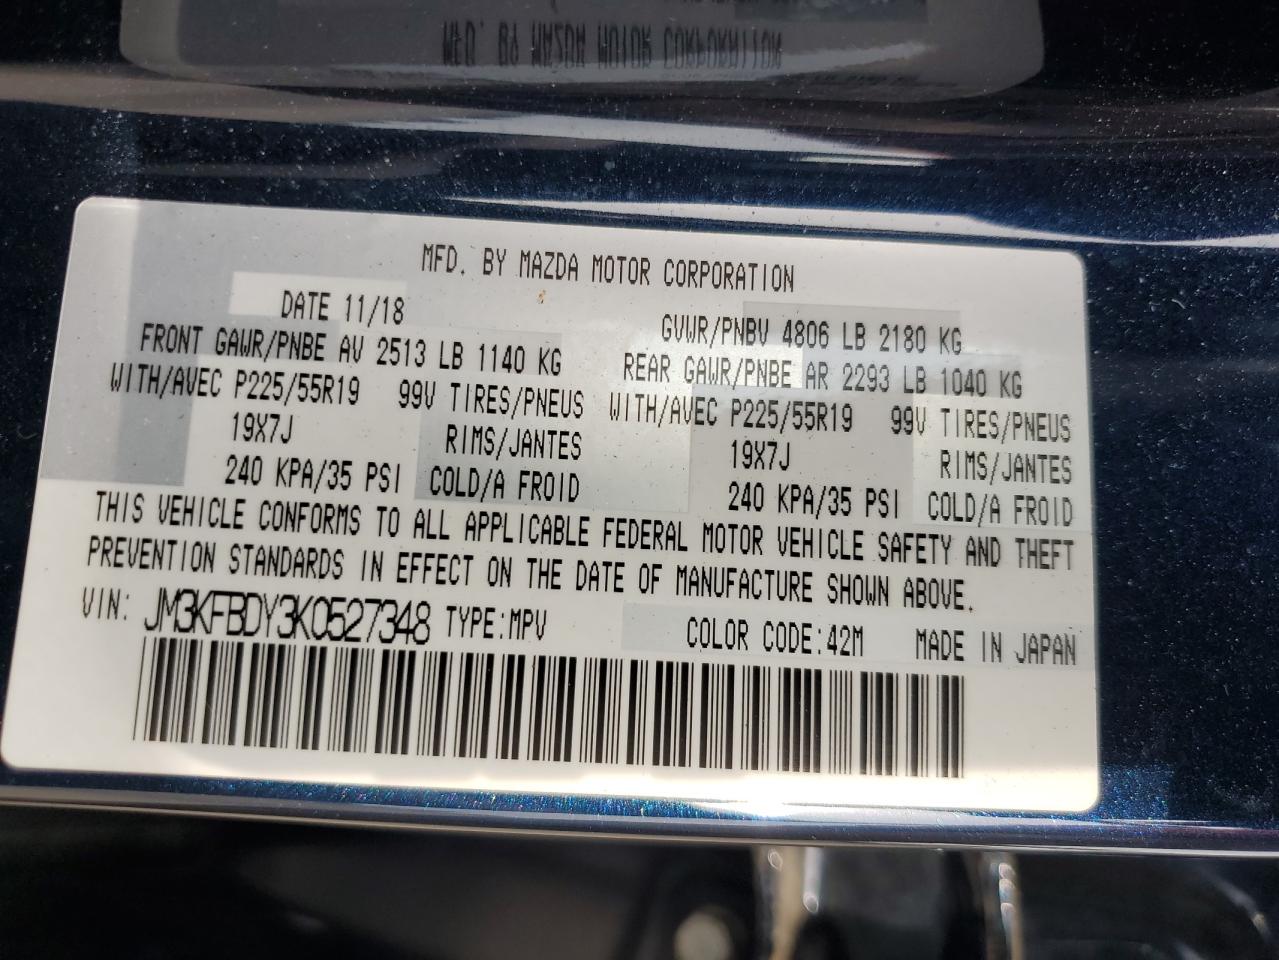 MFD. BY MAZDA MOTOR CORPORATION
MFD. BY MAZDA MOTOR CORPORATION
DATE 11/18 GVWR/PNBV 4806 LB 2180 KG
FRONT GAWR/PNBE AV 2513 LB 1140 KG REAR GAWR/PNBE AR 2293 LB 1040 KG
WITH/AVEC P225/55R19 99V TIRES/PNEUS WITH/AVEC P225/55R19 99V TIRES/PNEUS
19X7J RIMS/JANTES 19X7J RIMS/JANTES
240 KPA/35 PSI COLD/A FROID 240 KPA/35 PSI COLD/A FROID
THIS VEHICLE CONFORMS TO ALL APPLICABLE FEDERAL MOTOR VEHICLE SAFETY AND THEFT
PREVENTION STANDARDS IN EFFECT ON THE DATE OF MANUFACTURE SHOWN ABOVE.
VIN: JM3KFBDY3K0527348 TYPE:MPV COLOR CODE:42M MADE IN JAPAN